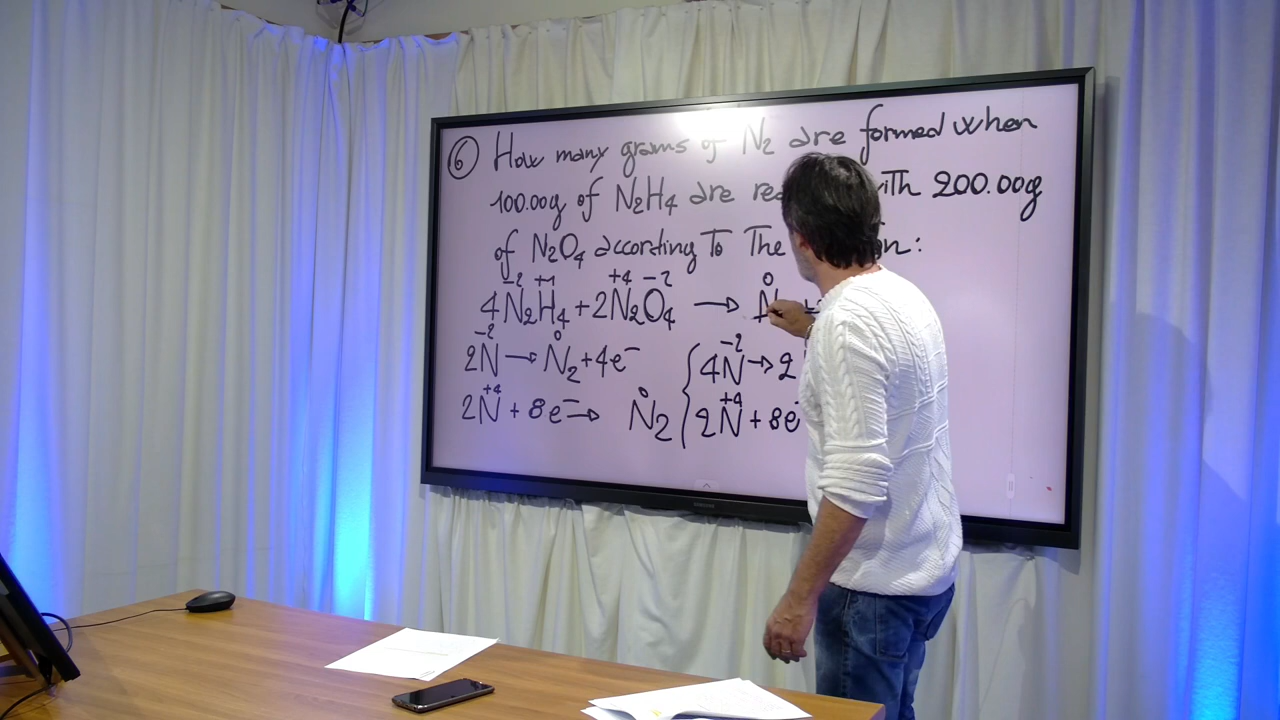 ⑥ How many grams of N₂ are formed when
100.00g of N₂H₄ are with 200.00g
of N₂O₄ according to the :
-2 +1 +4 -2 0
4N₂H₄ + 2N₂O₄ → N
-2 0 -2
2N → N₂ + 4e⁻ { 4N → 2
+4 0 +4
2N + 8e⁻ → N₂ { 2N + 8e⁻